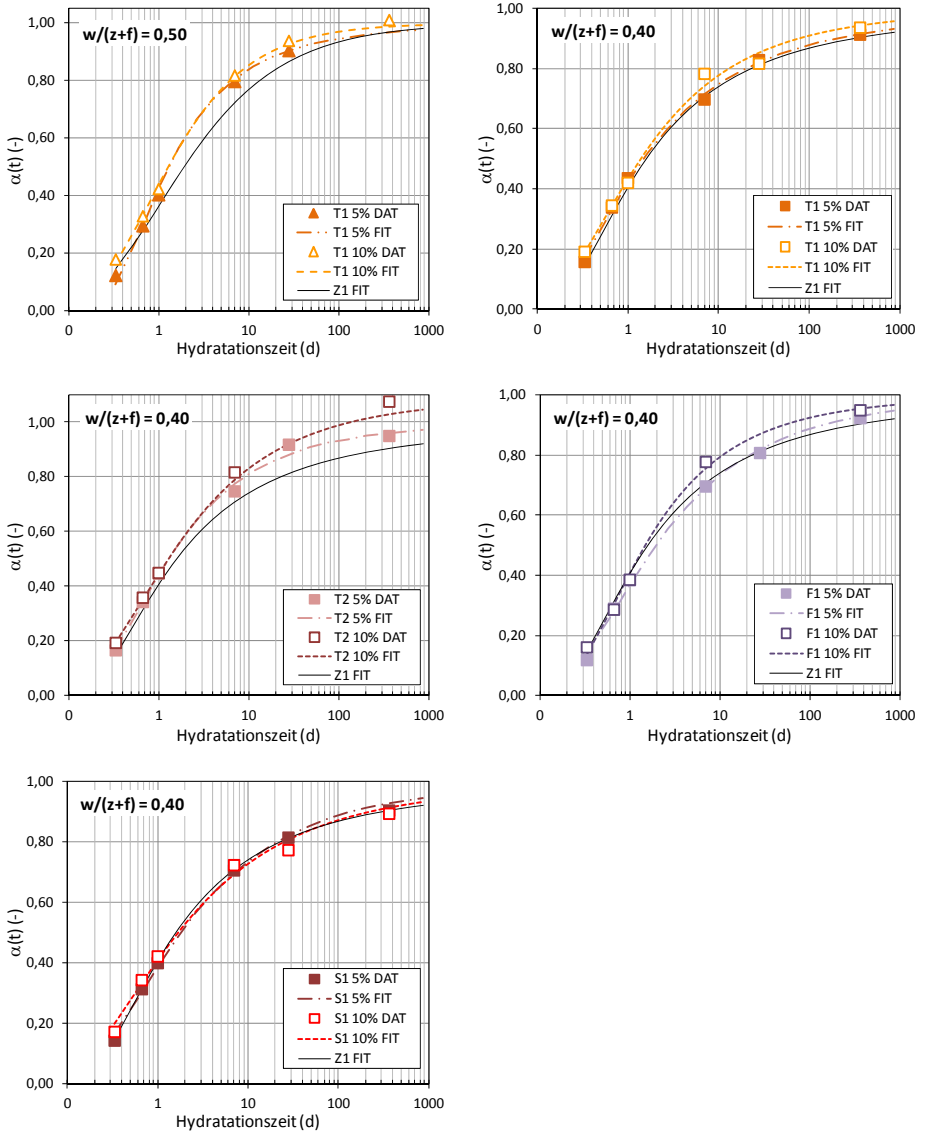 w/(z+f) = 0,50
1,00
0,80
0,60
0,40
0,20
0,00
α(t) (-)
T1 5% DAT
T1 5% FIT
T1 10% DAT
T1 10% FIT
Z1 FIT
0 1 10 100 1000
Hydratationszeit (d)
w/(z+f) = 0,40
1,00
0,80
0,60
0,40
0,20
0,00
α(t) (-)
T1 5% DAT
T1 5% FIT
T1 10% DAT
T1 10% FIT
Z1 FIT
0 1 10 100 1000
Hydratationszeit (d)
w/(z+f) = 0,40
1,00
0,80
0,60
0,40
0,20
0,00
α(t) (-)
T2 5% DAT
T2 5% FIT
T2 10% DAT
T2 10% FIT
Z1 FIT
0 1 10 100 1000
Hydratationszeit (d)
w/(z+f) = 0,40
1,00
0,80
0,60
0,40
0,20
0,00
α(t) (-)
F1 5% DAT
F1 5% FIT
F1 10% DAT
F1 10% FIT
Z1 FIT
0 1 10 100 1000
Hydratationszeit (d)
w/(z+f) = 0,40
1,00
0,80
0,60
0,40
0,20
0,00
α(t) (-)
S1 5% DAT
S1 5% FIT
S1 10% DAT
S1 10% FIT
Z1 FIT
0 1 10 100 1000
Hydratationszeit (d)